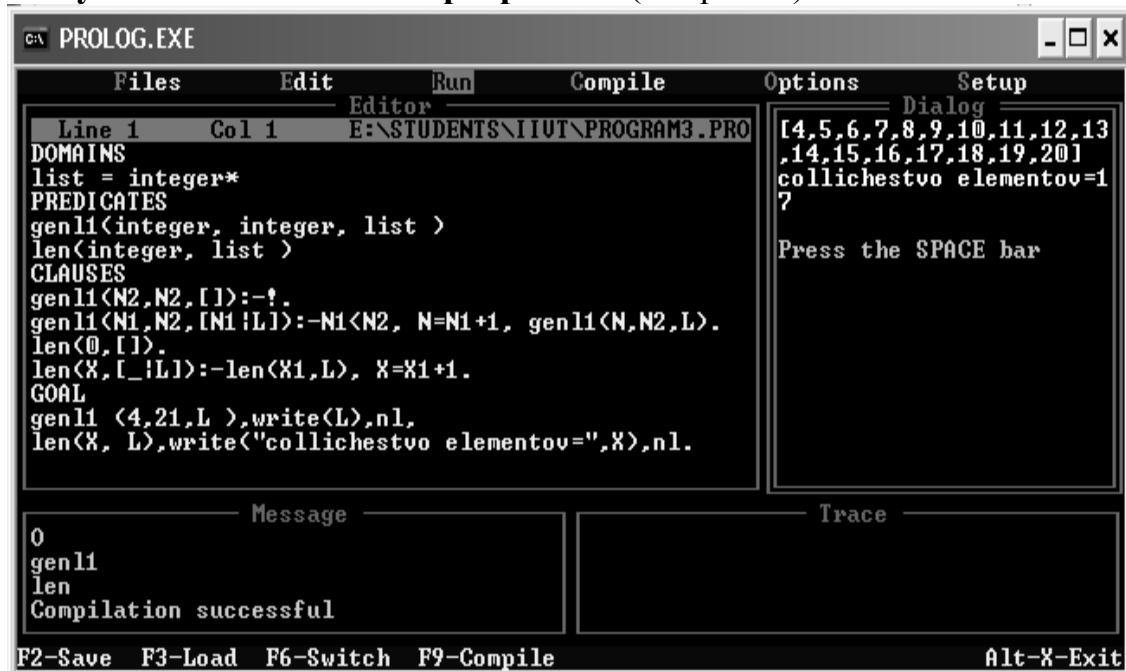 PROLOG.EXE
Files Edit Run Compile Options Setup
Editor
Line 1 Col 1 E:\STUDENTS\IIVT\PROGRAM3.PRO
DOMAINS
list = integer*
PREDICATES
genl1(integer, integer, list )
len(integer, list )
CLAUSES
genl1(N2,N2,[]):-!.
genl1(N1,N2,[N1|L]):-N1<N2, N=N1+1, genl1(N,N2,L).
len(0,[]).
len(X,[_|L]):-len(X1,L), X=X1+1.
GOAL
genl1 (4,21,L ),write(L),nl,
len(X, L),write("collichestvo elementov=",X),nl.
Dialog
[4,5,6,7,8,9,10,11,12,13
,14,15,16,17,18,19,20]
collichestvo elementov=1
7
Press the SPACE bar
Message
0
genl1
len
Compilation successful
Trace
F2-Save F3-Load F6-Switch F9-Compile Alt-X-Exit